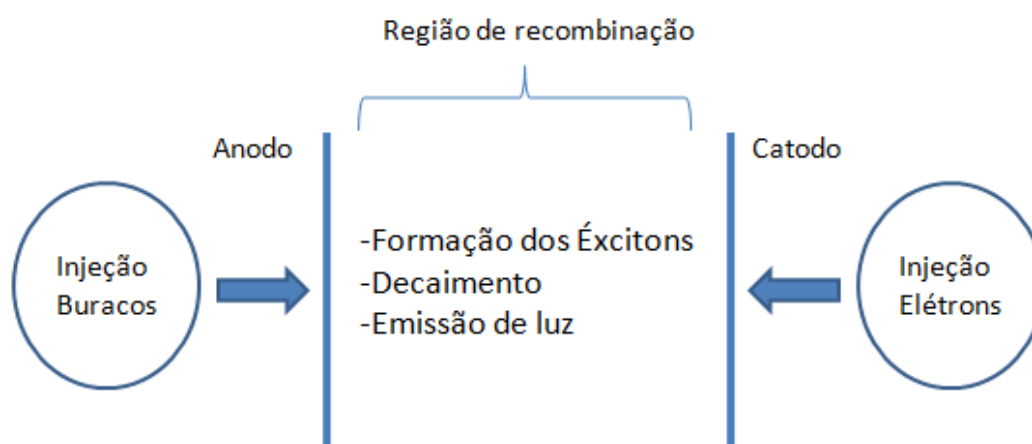 Região de recombinação
Anodo
Catodo
Injeção
Buracos
-Formação dos Éxcitons
-Decaimento
-Emissão de luz
Injeção
Elétrons